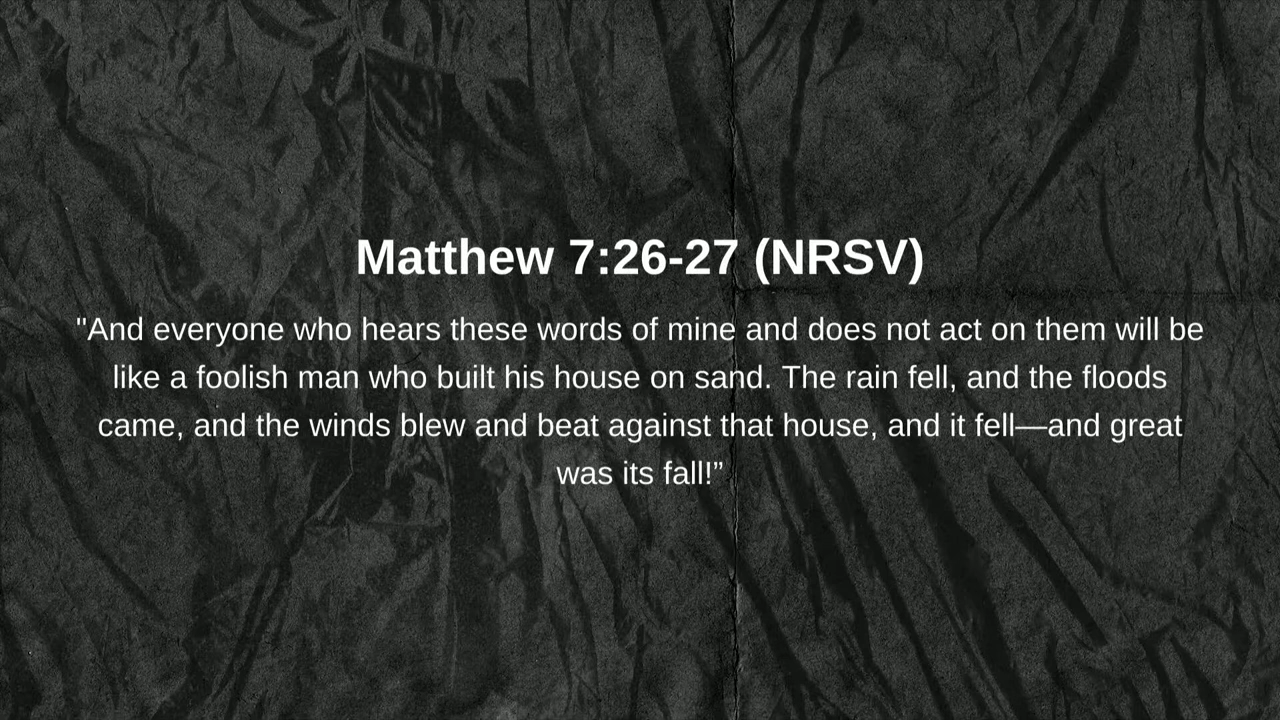 Matthew 7:26-27 (NRSV)
"And everyone who hears these words of mine and does not act on them will be
like a foolish man who built his house on sand. The rain fell, and the floods
came, and the winds blew and beat against that house, and it fell—and great
was its fall!”